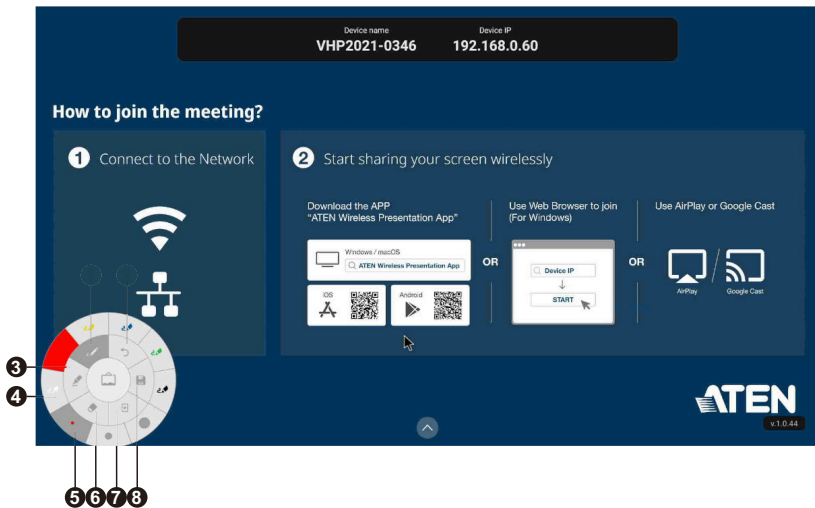 Device name
VHP2021-0346
Device IP
192.168.0.60
How to join the meeting?
1 Connect to the Network
2 Start sharing your screen wirelessly
Download the APP
"ATEN Wireless Presentation App"
Windows / macOS
ATEN Wireless Presentation App
iOS
Android
OR
Use Web Browser to join
(For Windows)
Device IP
START
OR
Use AirPlay or Google Cast
AirPlay
Google Cast
3
4
ATEN
v.1.0.44
5 6 7 8